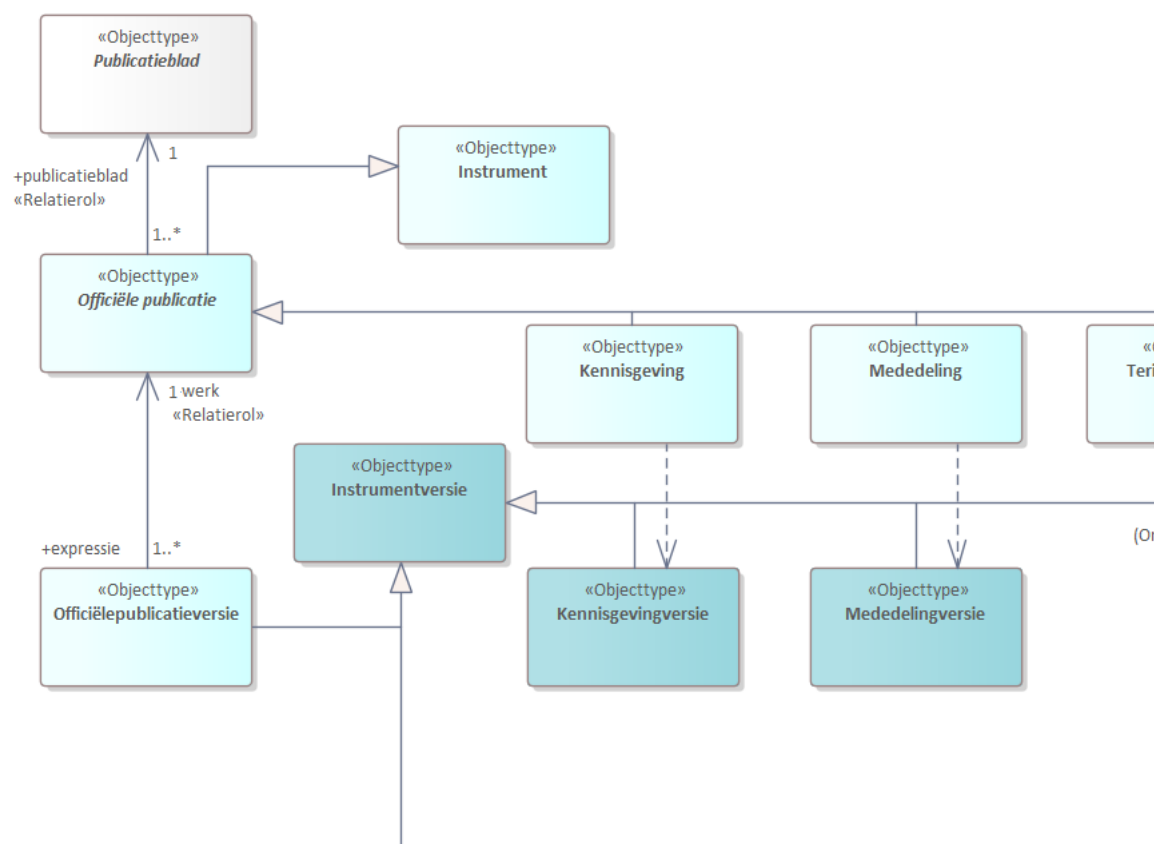 «Objecttype»
Publicatieblad
1
+publicatieblad
«Relatierol»
1..*
«Objecttype»
Instrument
«Objecttype»
Officiële publicatie
«Objecttype»
Kennisgeving
«Objecttype»
Mededeling
1 werk
«Relatierol»
«Objecttype»
Instrumentversie
+expressie
1..*
«Objecttype»
Officiëlepublicatieversie
«Objecttype»
Kennisgevingversie
«Objecttype»
Mededelingversie